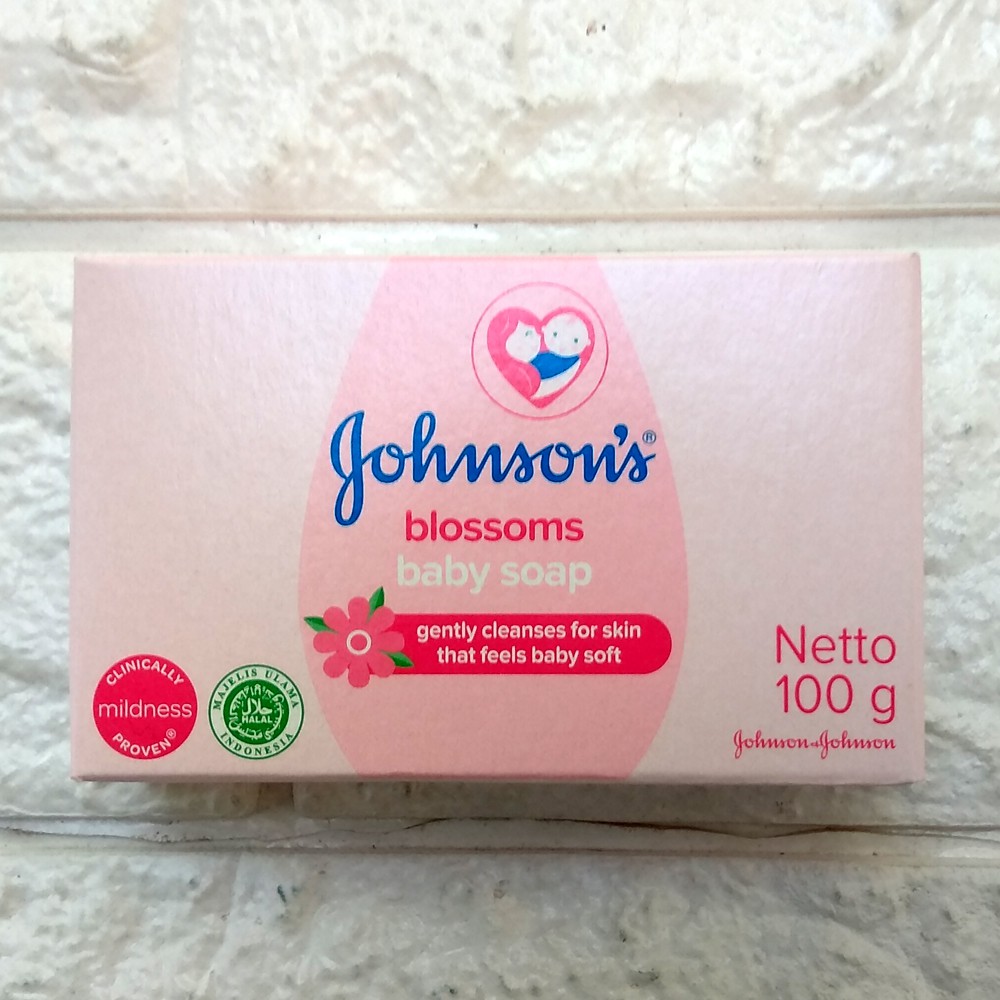 Johnson's®
blossoms
baby soap
gently cleanses for skin
that feels baby soft
CLINICALLY
mildness
PROVEN®
MAJELIS ULAMA
حلال
HALAL
INDONESIA
Netto
100 g
Johnson & Johnson